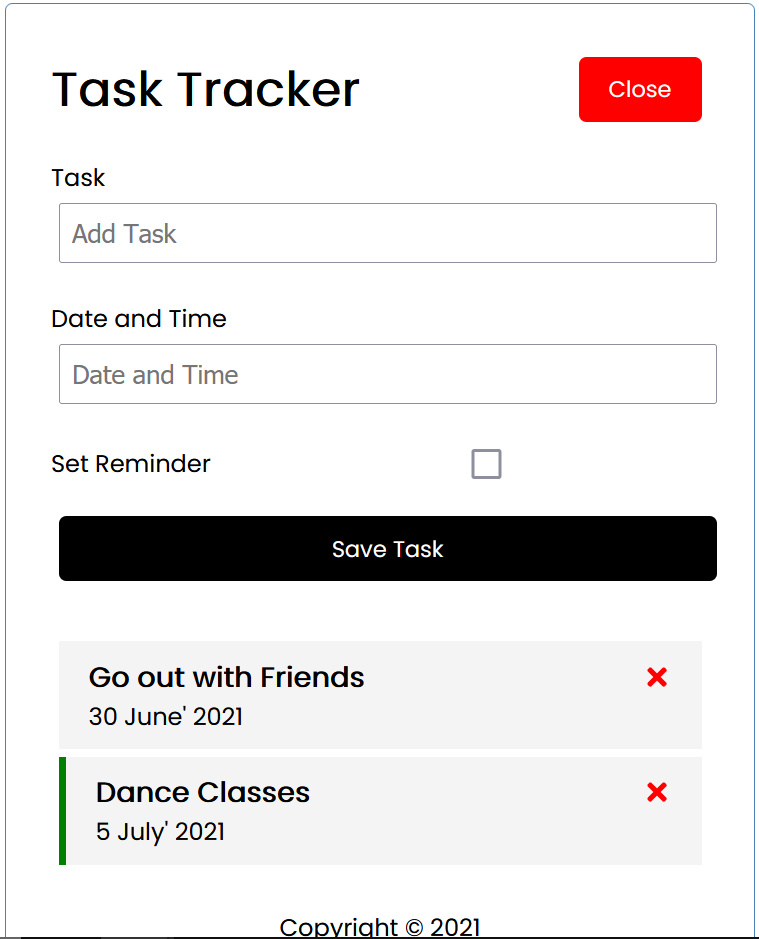 Task Tracker
Close
Task
Add Task
Date and Time
Date and Time
Set Reminder
Save Task
Go out with Friends
30 June' 2021
Dance Classes
5 July' 2021
Copyright © 2021